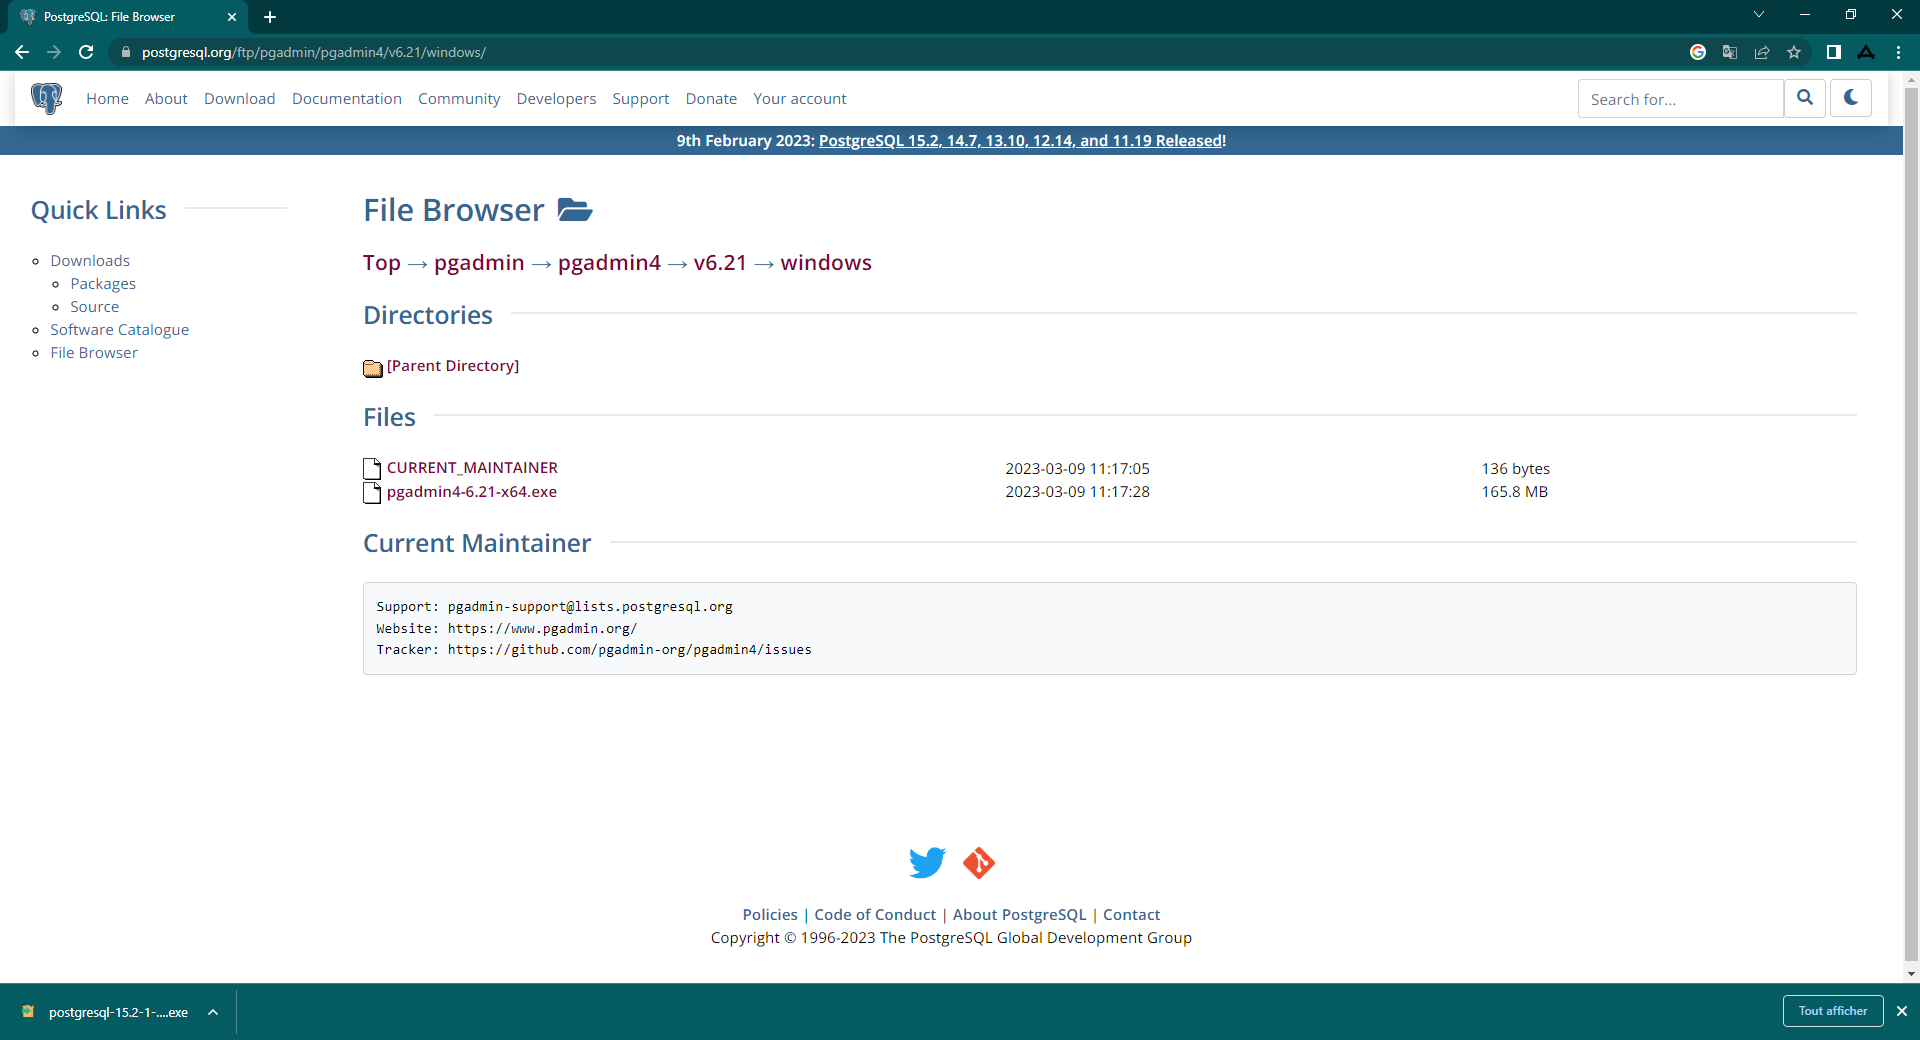 PostgreSQL: File Browser
postgresql.org/ftp/pgadmin/pgadmin4/v6.21/windows/
Home About Download Documentation Community Developers Support Donate Your account
Search for...
9th February 2023: PostgreSQL 15.2, 14.7, 13.10, 12.14, and 11.19 Released!
Quick Links
Downloads
Packages
Source
Software Catalogue
File Browser
File Browser
Top → pgadmin → pgadmin4 → v6.21 → windows
Directories
[Parent Directory]
Files
CURRENT_MAINTAINER 2023-03-09 11:17:05 136 bytes
pgadmin4-6.21-x64.exe 2023-03-09 11:17:28 165.8 MB
Current Maintainer
Support: pgadmin-support@lists.postgresql.org
Website: https://www.pgadmin.org/
Tracker: https://github.com/pgadmin-org/pgadmin4/issues
Policies | Code of Conduct | About PostgreSQL | Contact
Copyright © 1996-2023 The PostgreSQL Global Development Group
postgresql-15.2-1-....exe
Tout afficher